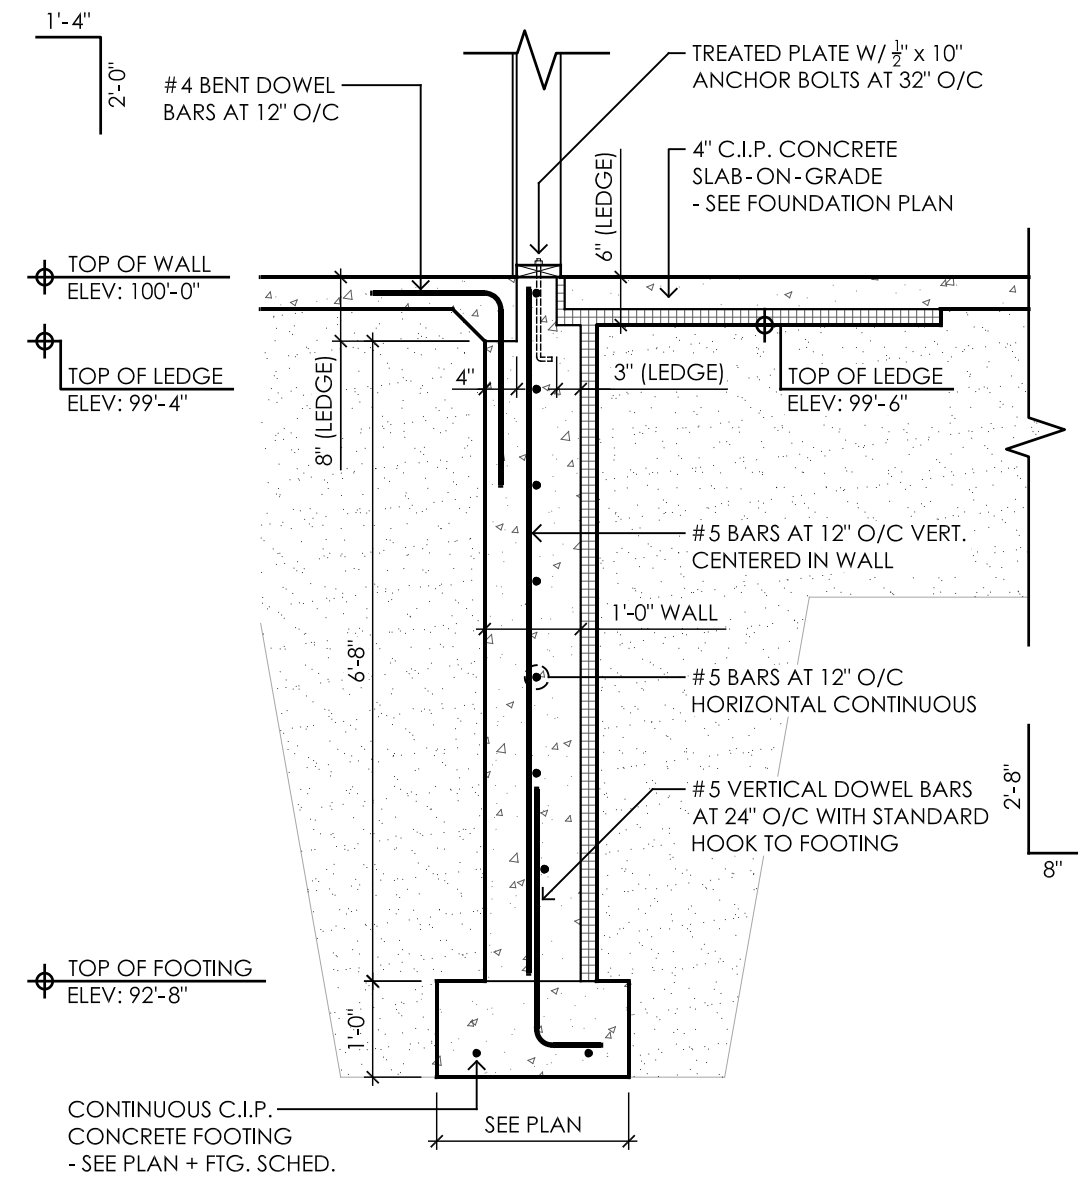 1'-4"
2'-0"
#4 BENT DOWEL
BARS AT 12" O/C
TREATED PLATE W/ 1/2" x 10"
ANCHOR BOLTS AT 32" O/C
4" C.I.P. CONCRETE
SLAB-ON-GRADE
- SEE FOUNDATION PLAN
6" (LEDGE)
TOP OF WALL
ELEV: 100'-0"
TOP OF LEDGE
ELEV: 99'-4"
8" (LEDGE)
4"
3" (LEDGE)
TOP OF LEDGE
ELEV: 99'-6"
#5 BARS AT 12" O/C VERT.
CENTERED IN WALL
1'-0" WALL
6'-8"
#5 BARS AT 12" O/C
HORIZONTAL CONTINUOUS
#5 VERTICAL DOWEL BARS
AT 24" O/C WITH STANDARD
HOOK TO FOOTING
2'-8"
8"
TOP OF FOOTING
ELEV: 92'-8"
1'-0"
CONTINUOUS C.I.P.
CONCRETE FOOTING
- SEE PLAN + FTG. SCHED.
SEE PLAN